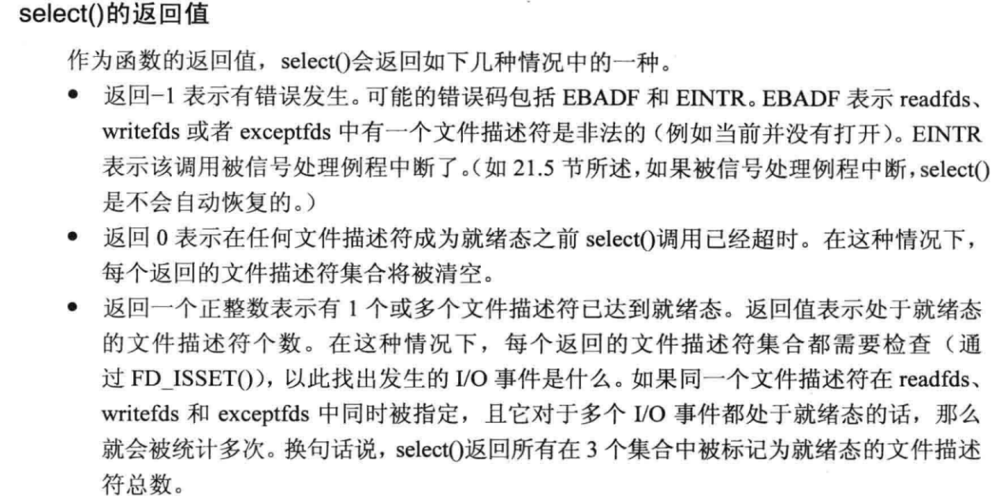 select()的返回值
作为函数的返回值，select()会返回如下几种情况中的一种。
• 返回−1 表示有错误发生。可能的错误码包括 EBADF 和 EINTR。EBADF 表示 readfds、
writefds 或者 exceptfds 中有一个文件描述符是非法的（例如当前并没有打开）。EINTR
表示该调用被信号处理例程中断了。（如 21.5 节所述，如果被信号处理例程中断，select()
是不会自动恢复的。）
• 返回 0 表示在任何文件描述符成为就绪态之前 select()调用已经超时。在这种情况下，
每个返回的文件描述符集合将被清空。
• 返回一个正整数表示有 1 个或多个文件描述符已达到就绪态。返回值表示处于就绪态
的文件描述符个数。在这种情况下，每个返回的文件描述符集合都需要检查（通
过 FD_ISSET()），以此找出发生的 I/O 事件是什么。如果同一个文件描述符在 readfds、
writefds 和 exceptfds 中同时被指定，且它对于多个 I/O 事件都处于就绪态的话，那么
就会被统计多次。换句话说，select()返回所有在 3 个集合中被标记为就绪态的文件描述
符总数。